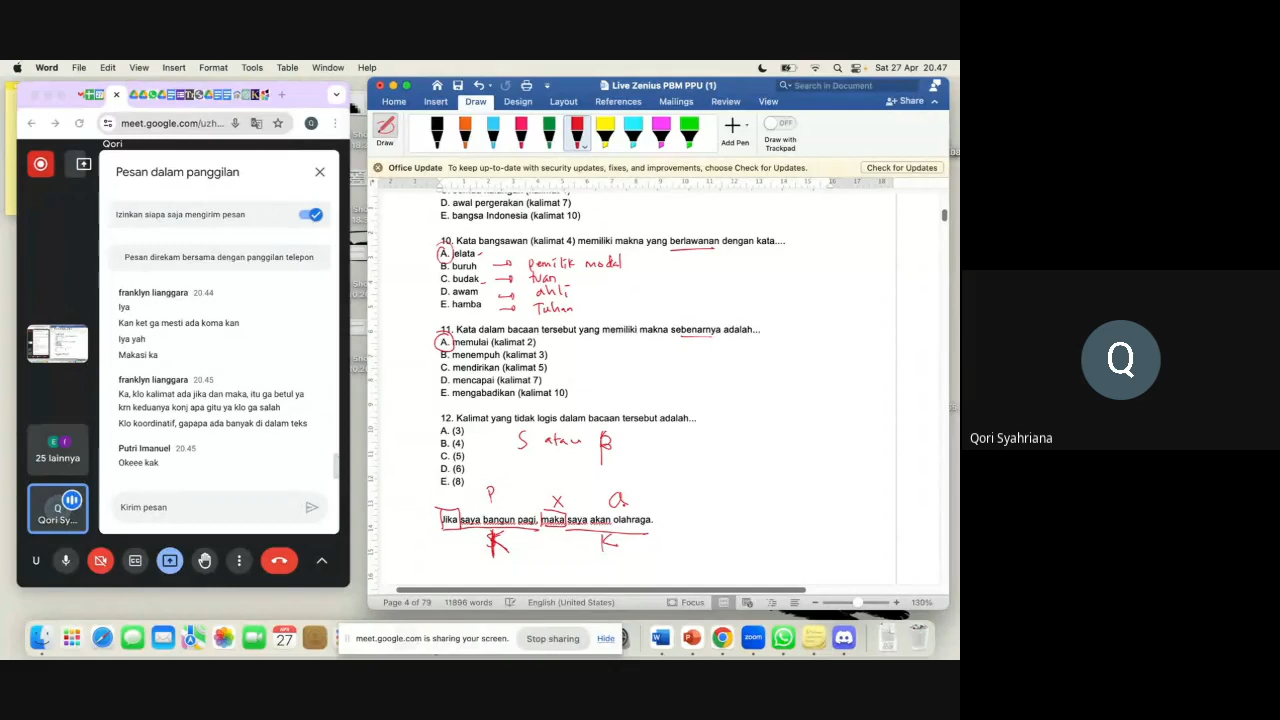 Word File Edit View Insert Format Tools Table Window Help Sat 27 Apr 20.47
meet.google.com/uzh...
Qori
Pesan dalam panggilan
Izinkan siapa saja mengirim pesan
Pesan direkam bersama dengan panggilan telepon
franklyn lianggara 20.44
Iya
Kan ket ga mesti ada koma kan
Iya yah
Makasi ka
franklyn lianggara 20.45
Ka, klo kalimat ada jika dan maka, itu ga betul ya
krn keduanya konj apa gitu ya klo ga salah
Klo koordinatif, gapapa ada banyak di dalam teks
Putri Imanuel 20.45
Okeee kak
E I
25 lainnya
Qori Sy...
Kirim pesan
Live Zenius PBM PPU (1)
Search in Document
Home Insert Draw Design Layout References Mailings Review View Share
Draw
Add Pen
OFF
Draw with
Trackpad
Office Update To keep up-to-date with security updates, fixes, and improvements, choose Check for Updates. Check for Updates
D. awal pergerakan (kalimat 7)
E. bangsa Indonesia (kalimat 10)
10. Kata bangsawan (kalimat 4) memiliki makna yang berlawanan dengan kata....
A. jelata
B. buruh → pemilik modal
C. budak → tuan
D. awam → ahli
E. hamba → Tuhan
11. Kata dalam bacaan tersebut yang memiliki makna sebenarnya adalah...
A. memulai (kalimat 2)
B. menempuh (kalimat 3)
C. mendirikan (kalimat 5)
D. mencapai (kalimat 7)
E. mengabadikan (kalimat 10)
12. Kalimat yang tidak logis dalam bacaan tersebut adalah...
A. (3)
B. (4)
C. (5)
D. (6)
E. (8)
S atau P
P X a
Jika saya bangun pagi, maka saya akan olahraga.
K K
Page 4 of 79 11896 words English (United States) Focus 130%
meet.google.com is sharing your screen. Stop sharing Hide
APR
27
zoom
Q
Qori Syahriana